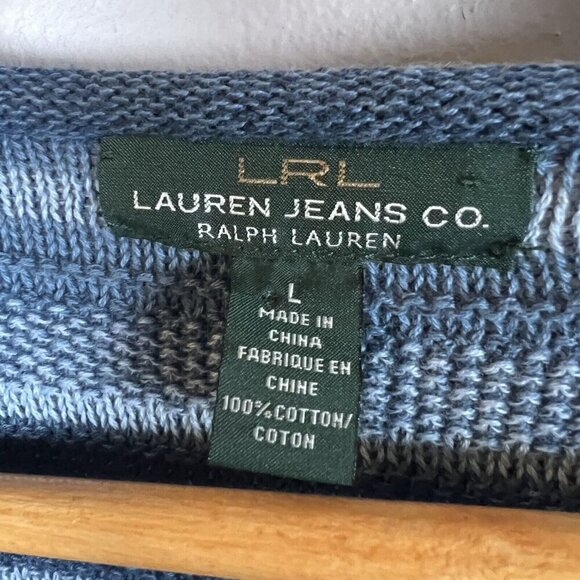 LRL
LAUREN JEANS CO.
RALPH LAUREN
L
MADE IN
CHINA
FABRIQUE EN
CHINE
100%COTTON/
COTON